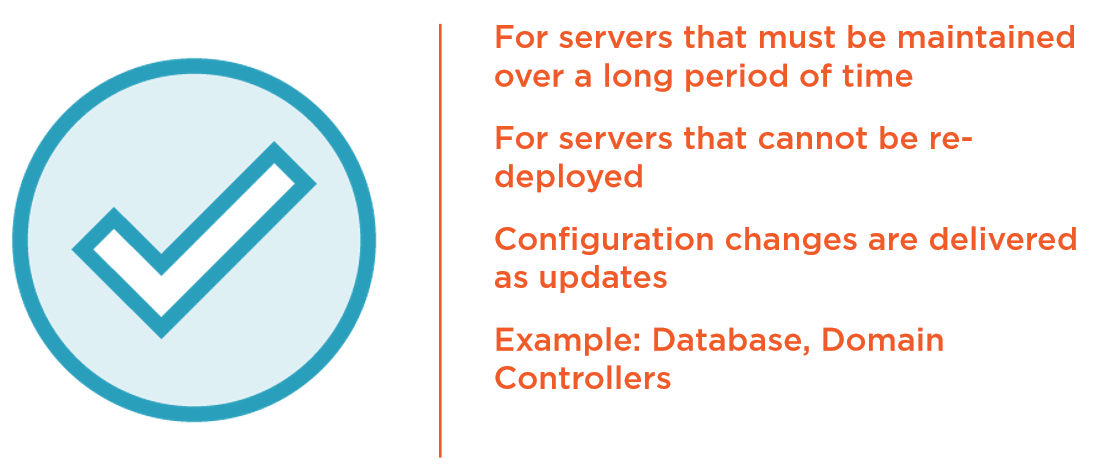 For servers that must be maintained
over a long period of time
For servers that cannot be re-
deployed
Configuration changes are delivered
as updates
Example: Database, Domain
Controllers